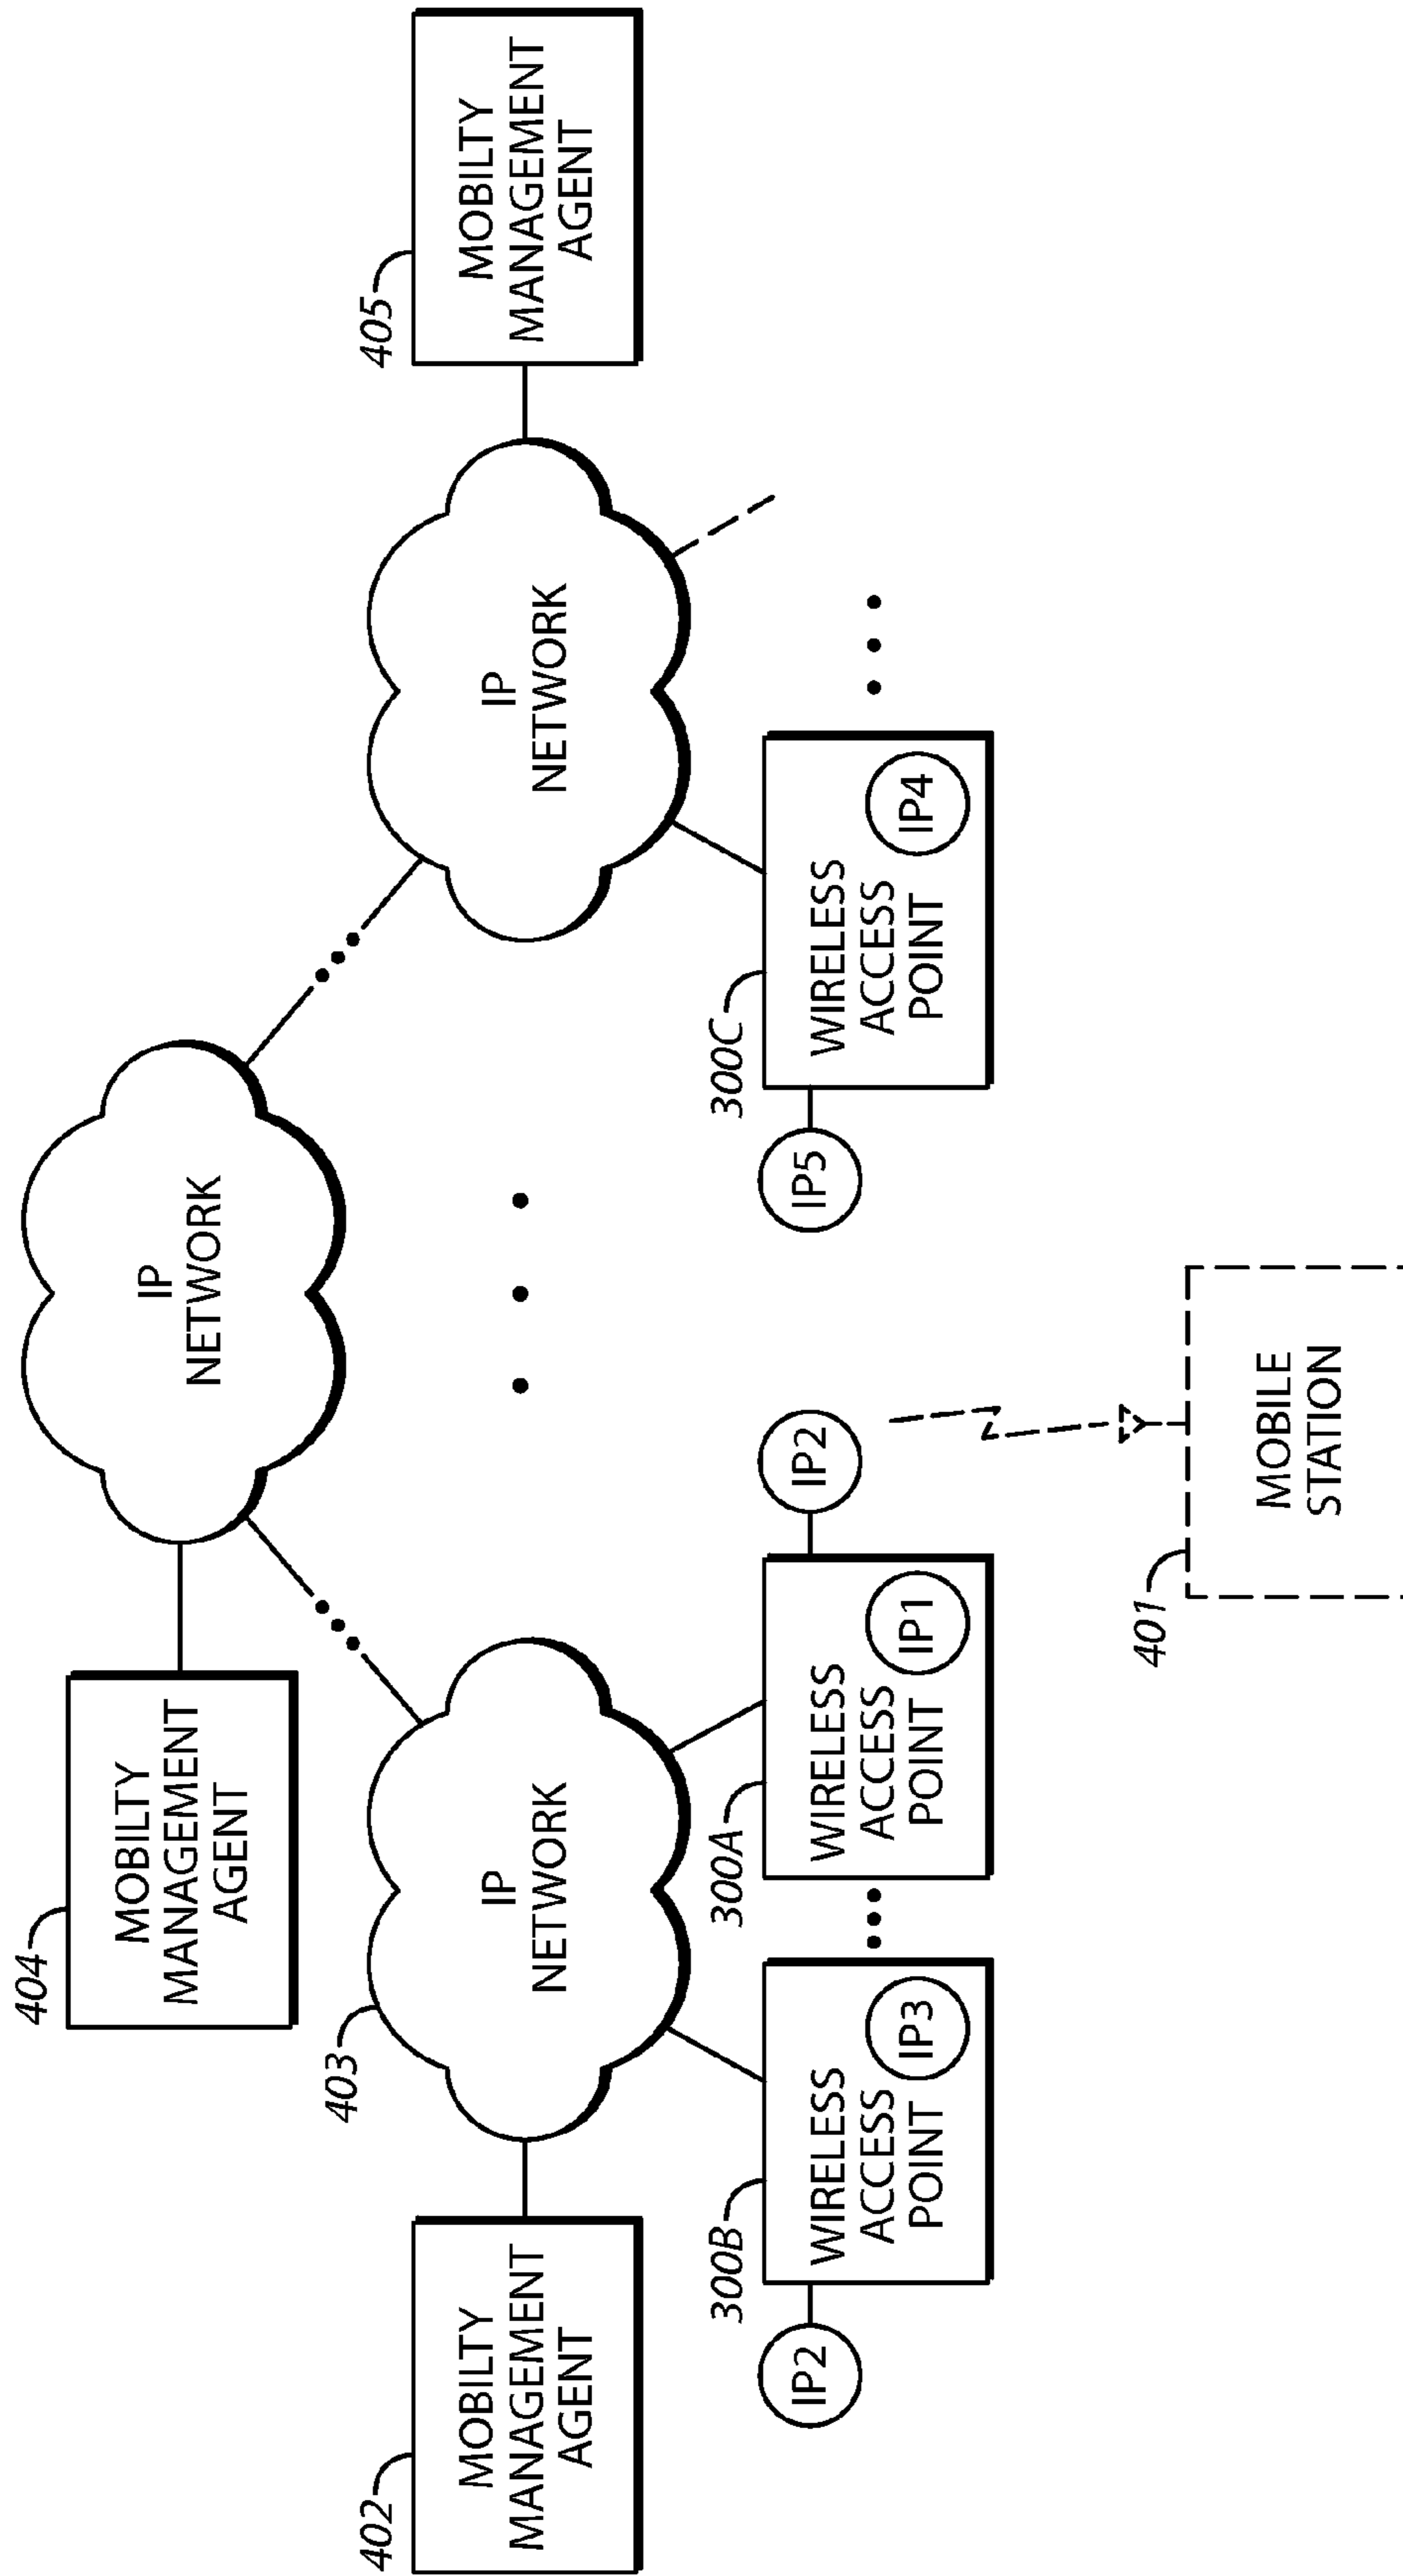 404
MOBILTY
MANAGEMENT
AGENT
IP
NETWORK
402
MOBILTY
MANAGEMENT
AGENT
403
IP
NETWORK
IP
NETWORK
405
MOBILTY
MANAGEMENT
AGENT
IP2
300B
WIRELESS
ACCESS
POINT
IP3
300A
WIRELESS
ACCESS
POINT
IP1
IP2
IP5
300C
WIRELESS
ACCESS
POINT
IP4
401
MOBILE
STATION